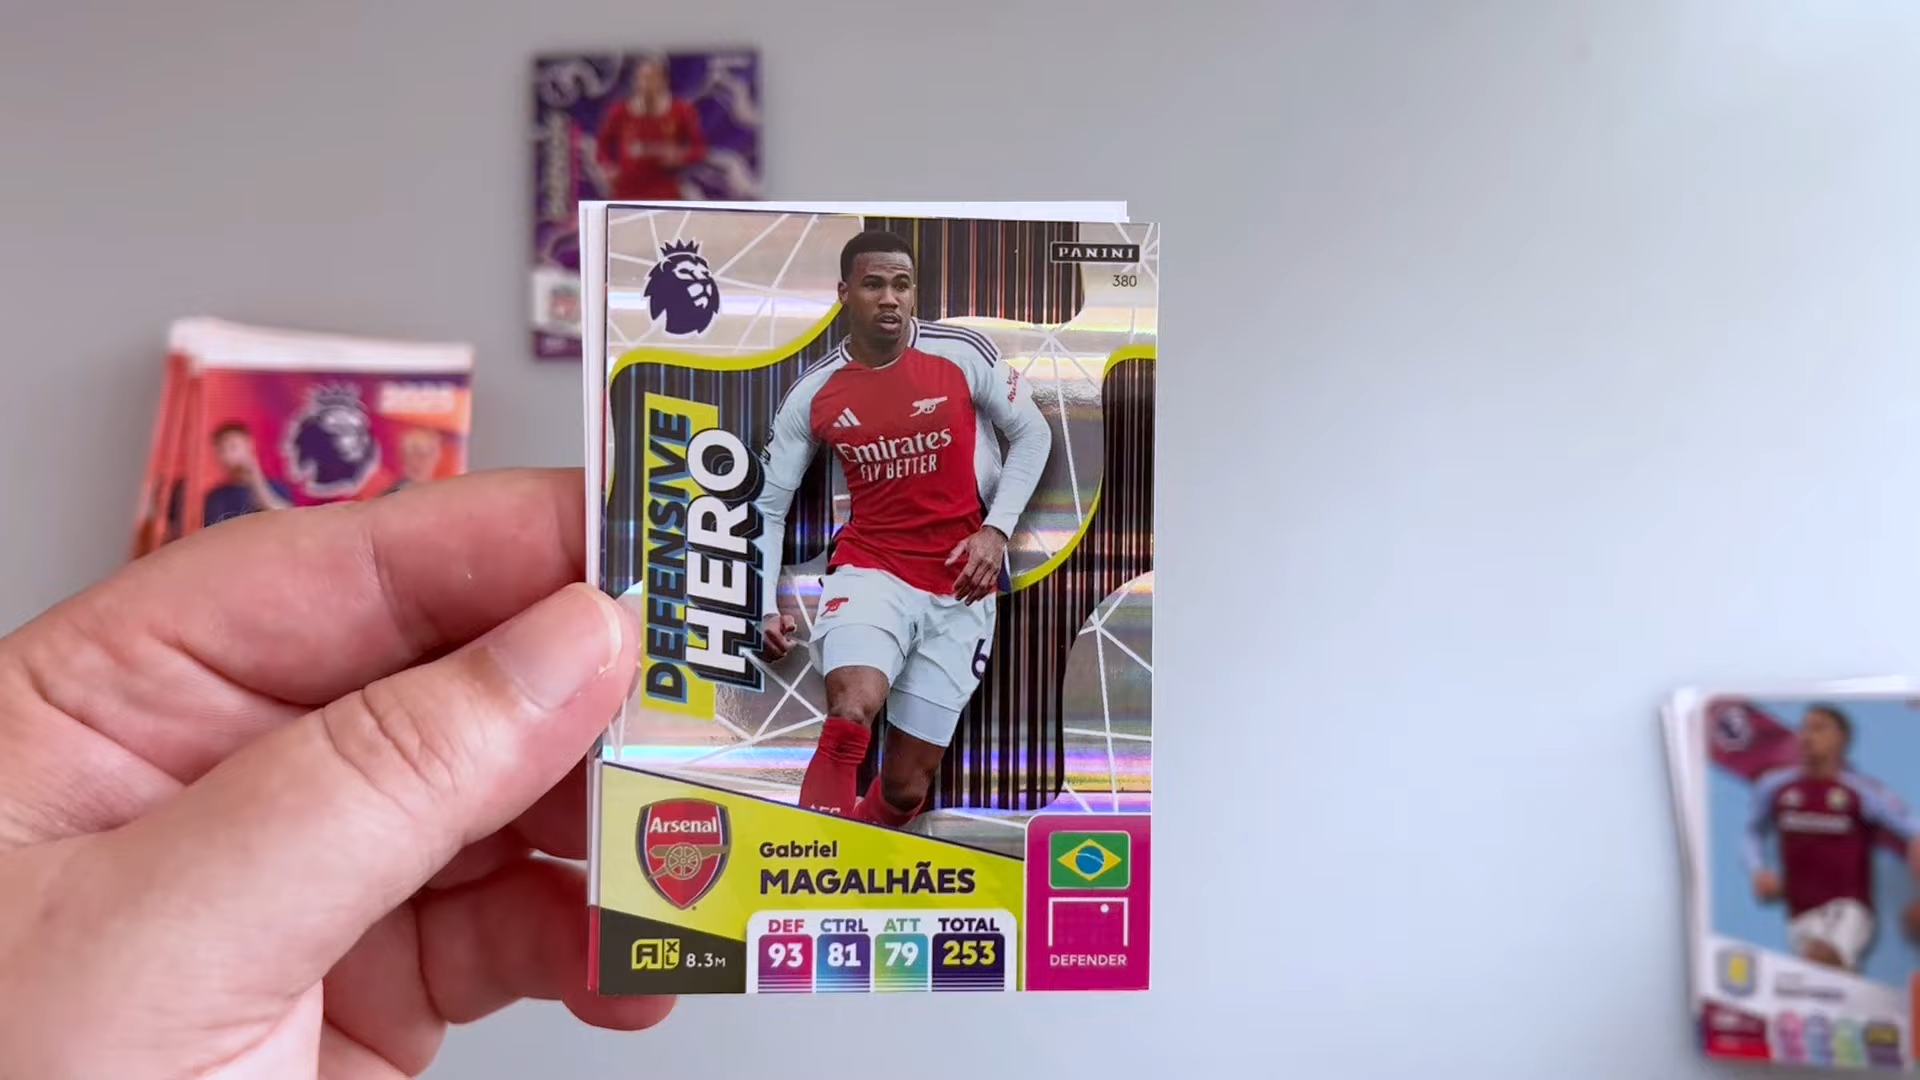 PANINI
380
DEFENSIVE
HERO
Emirates
FLY BETTER
6
Arsenal
Gabriel
MAGALHÃES
DEF CTRL ATT TOTAL
93 81 79 253
AXL 8.3M
DEFENDER